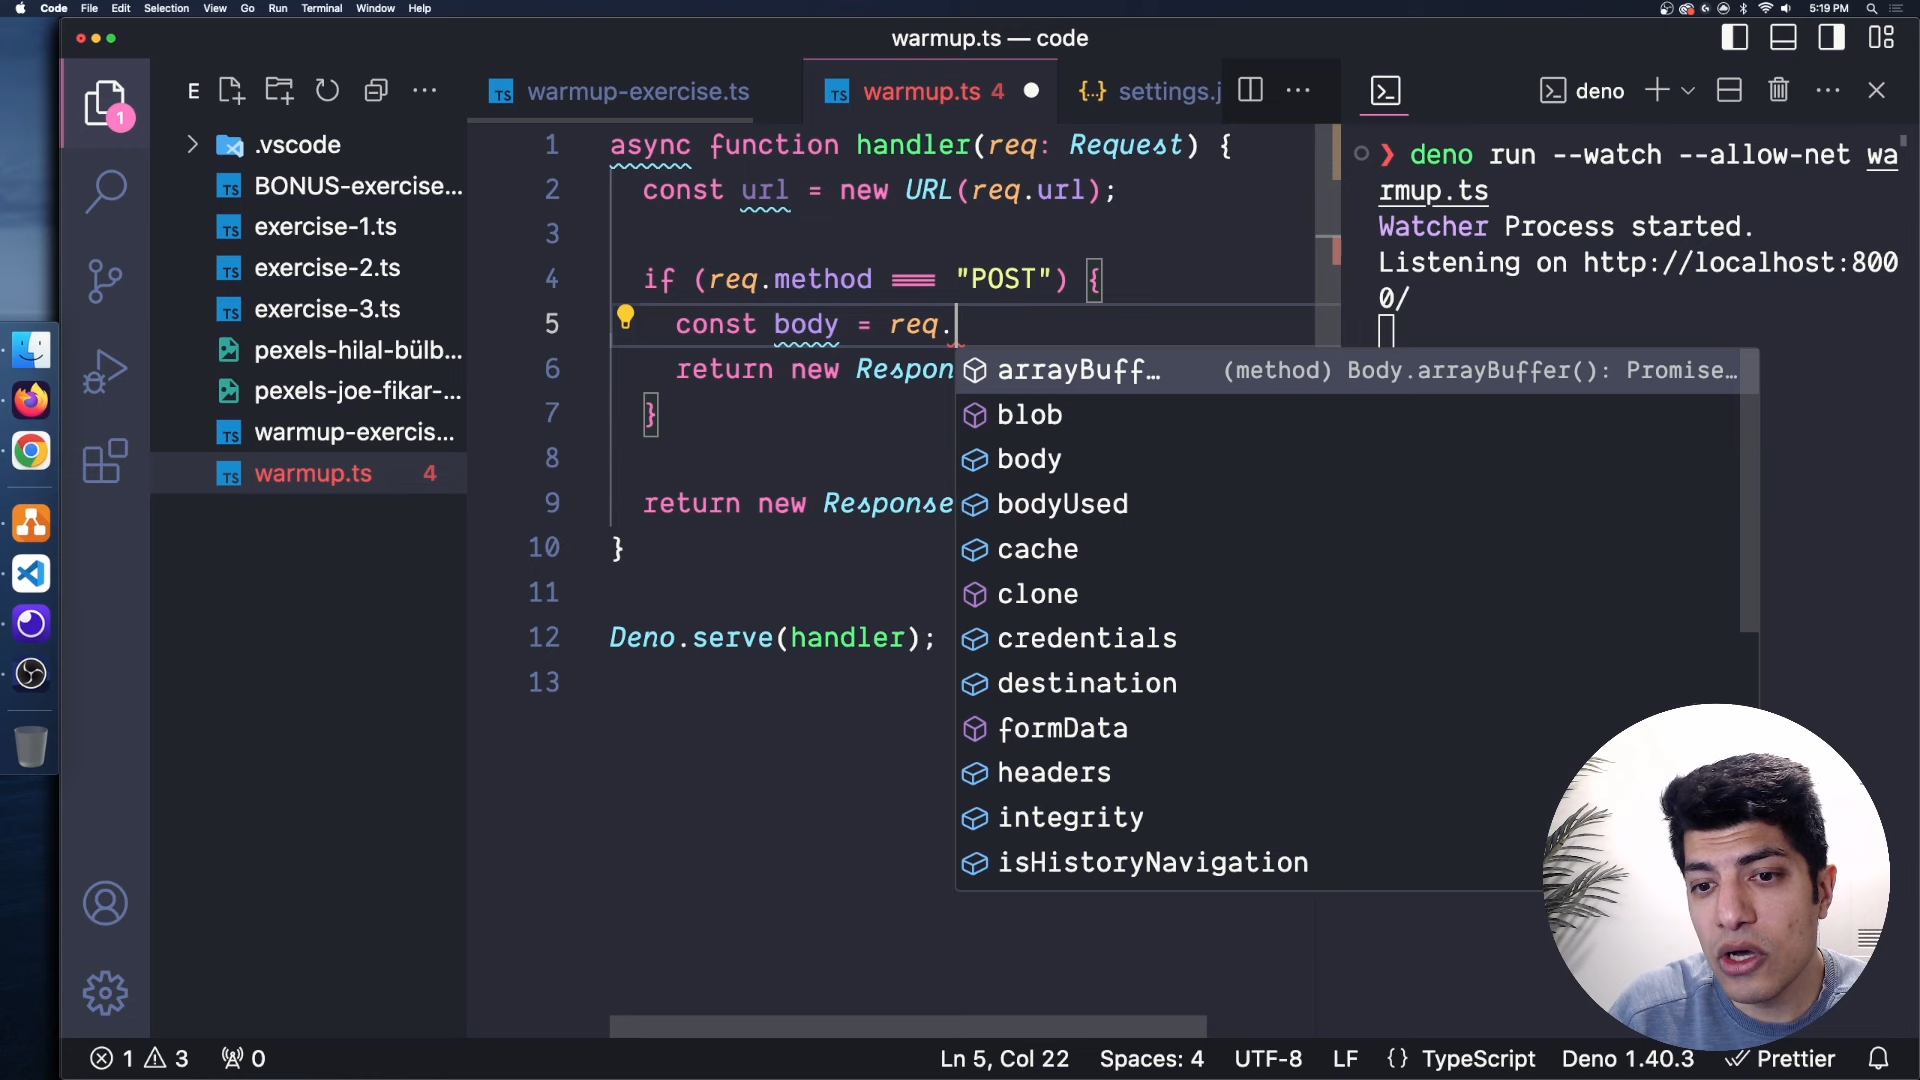 Code File Edit Selection View Go Run Terminal Window Help 5:19 PM
warmup.ts — code
E
warmup-exercise.ts
warmup.ts 4
{..} settings.j
deno
1
.vscode
BONUS-exercise...
exercise-1.ts
exercise-2.ts
exercise-3.ts
pexels-hilal-bülb...
pexels-joe-fikar-...
warmup-exercis...
warmup.ts 4
1 async function handler(req: Request) {
2 const url = new URL(req.url);
3
4 if (req.method === "POST") {
5 const body = req.
6 return new Respon
7 }
8
9 return new Response
10 }
11
12 Deno.serve(handler);
13
arrayBuff… (method) Body.arrayBuffer(): Promise…
blob
body
bodyUsed
cache
clone
credentials
destination
formData
headers
integrity
isHistoryNavigation
❯ deno run --watch --allow-net wa
rmup.ts
Watcher Process started.
Listening on http://localhost:800
0/
1 3 0 Ln 5, Col 22 Spaces: 4 UTF-8 LF {} TypeScript Deno 1.40.3 Prettier